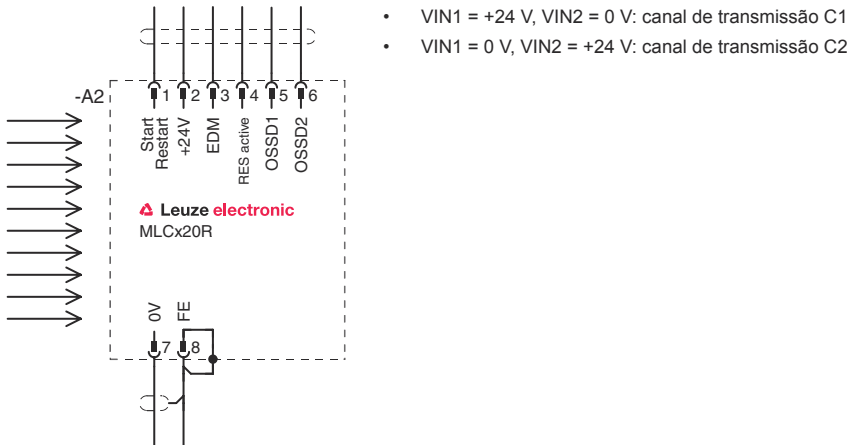 • VIN1 = +24 V, VIN2 = 0 V: canal de transmissão C1
• VIN1 = 0 V, VIN2 = +24 V: canal de transmissão C2
-A2
1 2 3 4 5 6
Start
Restart
+24V
EDM
RES active
OSSD1
OSSD2
Leuze electronic
MLCx20R
0V
FE
7 8